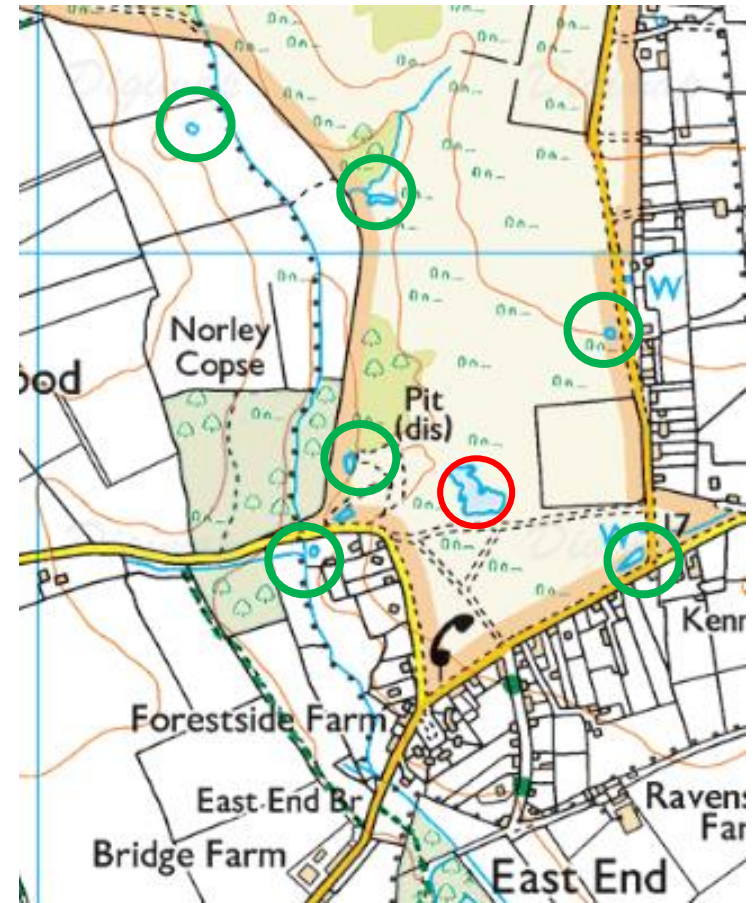 W
Norley
Copse
ood
Pit
(dis)
W
17
Kenn
Forestside Farm
East End Br
Ravens
Far
Bridge Farm
East End